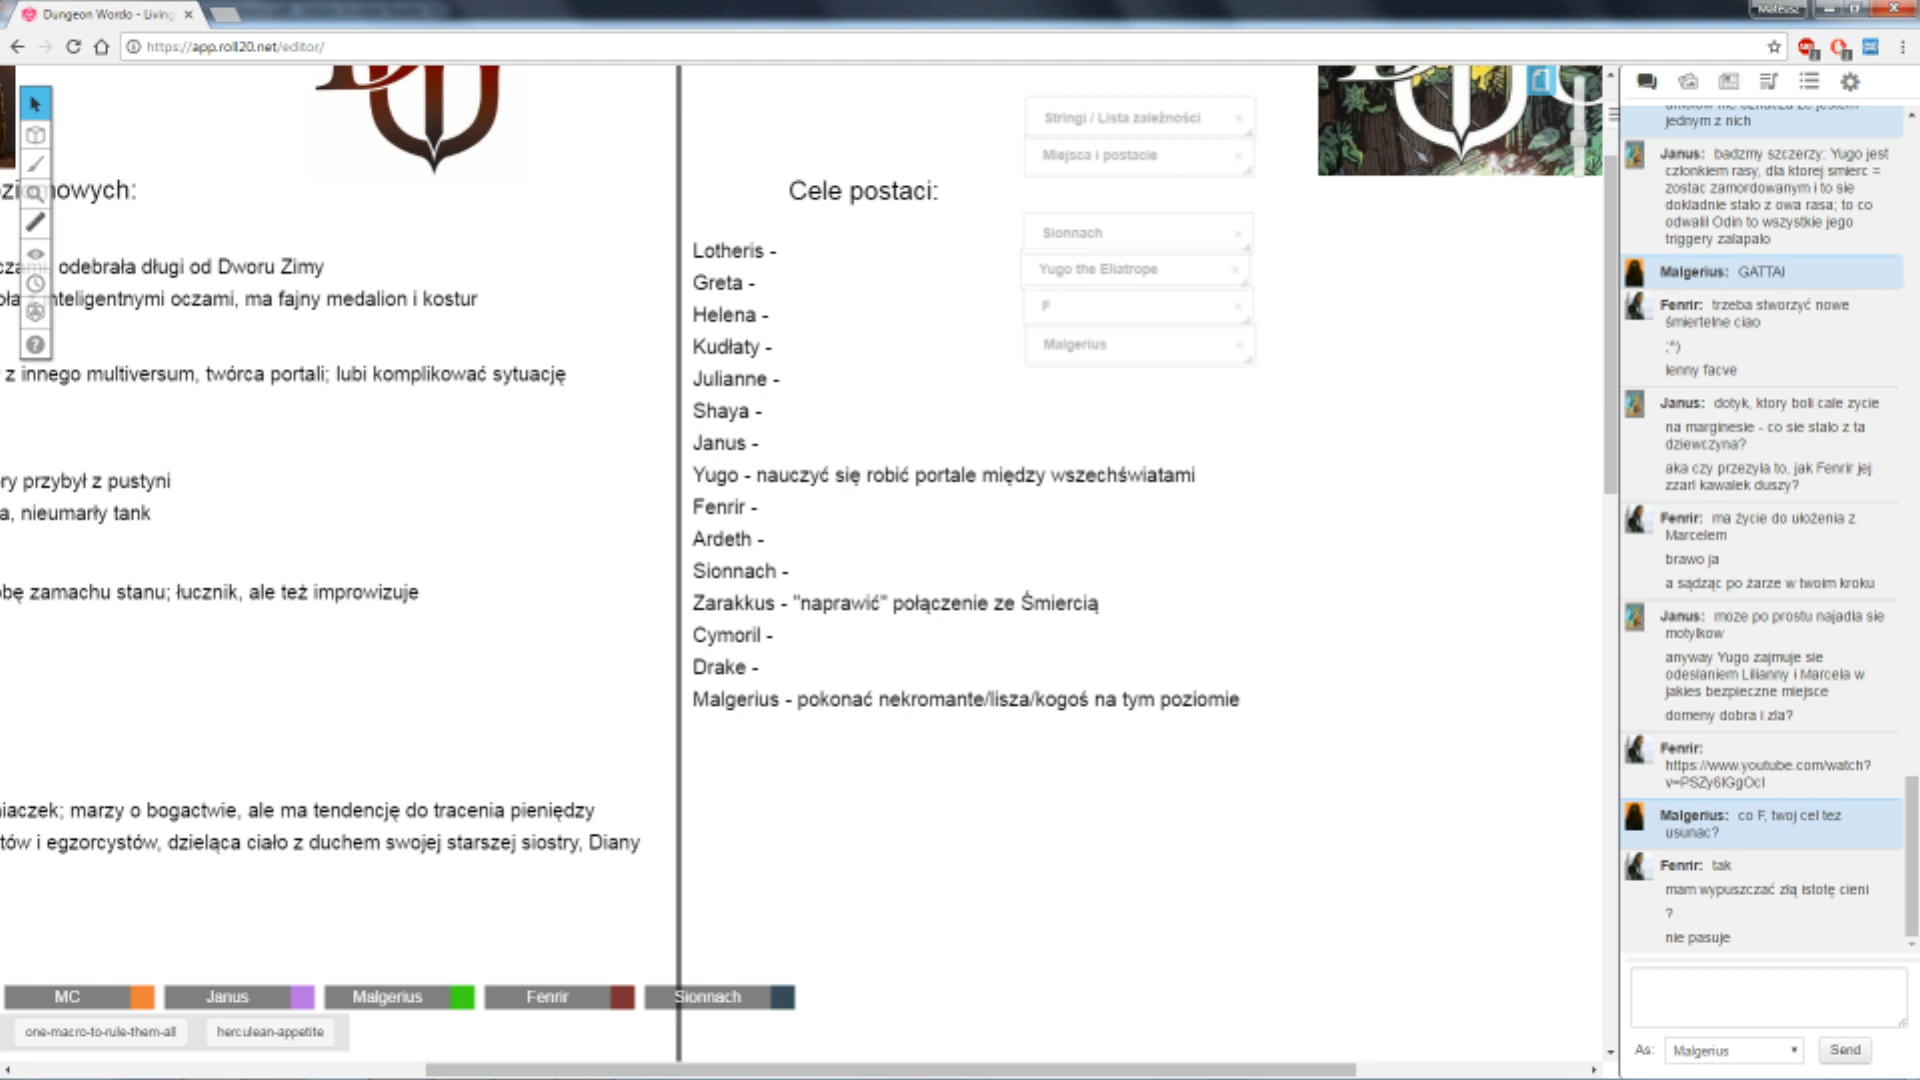 Dungeon Wordo - Living
Mateusz
https://app.roll20.net/editor/
owych:
odebrała długi od Dworu Zimy
nteligentnymi oczami, ma fajny medalion i kostur
z innego multiversum, twórca portali; lubi komplikować sytuację
ry przybył z pustyni
a, nieumarły tank
obę zamachu stanu; łucznik, ale też improwizuje
niaczek; marzy o bogactwie, ale ma tendencję do tracenia pieniędzy
tów i egzorcystów, dzieląca ciało z duchem swojej starszej siostry, Diany
Cele postaci:
Lotheris -
Greta -
Helena -
Kudłaty -
Julianne -
Shaya -
Janus -
Yugo - nauczyć się robić portale między wszechświatami
Fenrir -
Ardeth -
Sionnach -
Zarakkus - "naprawić" połączenie ze Śmiercią
Cymoril -
Drake -
Malgerius - pokonać nekromante/lisza/kogoś na tym poziomie
Stringi / Lista zależności
Miejsca i postacie
Sionnach
Yugo the Eliatrope
F
Malgerius
jednym z nich
Janus: badzmy szczerzy: Yugo jest
czlonkiem rasy, dla ktorej smierc =
zostac zamordowanym i to sie
dokladnie stalo z owa rasa; to co
odwalil Odin to wszystkie jego
triggery zalapalo
Malgerius: GATTAI
Fenrir: trzeba stworzyć nowe
śmiertelne ciao
;^)
lenny facve
Janus: dotyk, ktory boli cale zycie
na marginesie - co sie stalo z ta
dziewczyna?
aka czy przezyla to, jak Fenrir jej
zzarl kawalek duszy?
Fenrir: ma życie do ułożenia z
Marcelem
brawo ja
a sądząc po żarze w twoim kroku
Janus: moze po prostu najadla sie
motylkow
anyway Yugo zajmuje sie
odeslaniem Lilianny i Marcela w
jakies bezpieczne miejsce
domeny dobra i zla?
Fenrir:
https://www.youtube.com/watch?
Malgerius: co F, twoj cel tez
usunac?
Fenrir: tak
mam wypuszczać złą istotę cieni
?
nie pasuje
MC
Janus
Malgerius
Fenrir
Sionnach
one-macro-to-rule-them-all
herculean-appetite
As:
Malgerius
Send